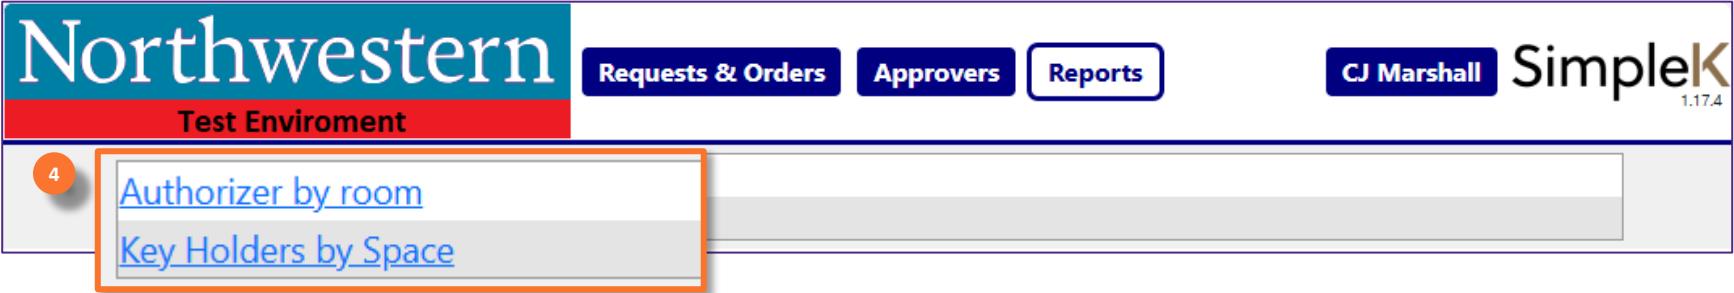 Northwestern
Test Enviroment
Requests & Orders
Approvers
Reports
CJ Marshall
SimpleK
1.17.4
4
Authorizer by room
Key Holders by Space